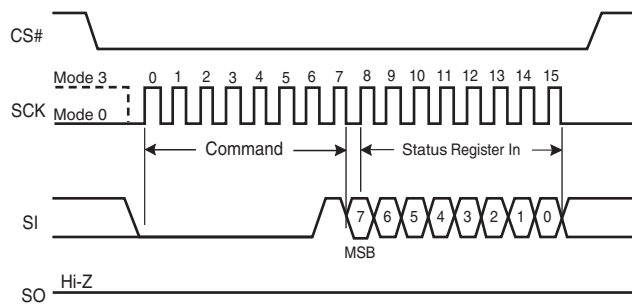 CS#
Mode 3 0 1 2 3 4 5 6 7 8 9 10 11 12 13 14 15
SCK
Mode 0
Command Status Register In
SI 7 6 5 4 3 2 1 0
MSB
Hi-Z
SO